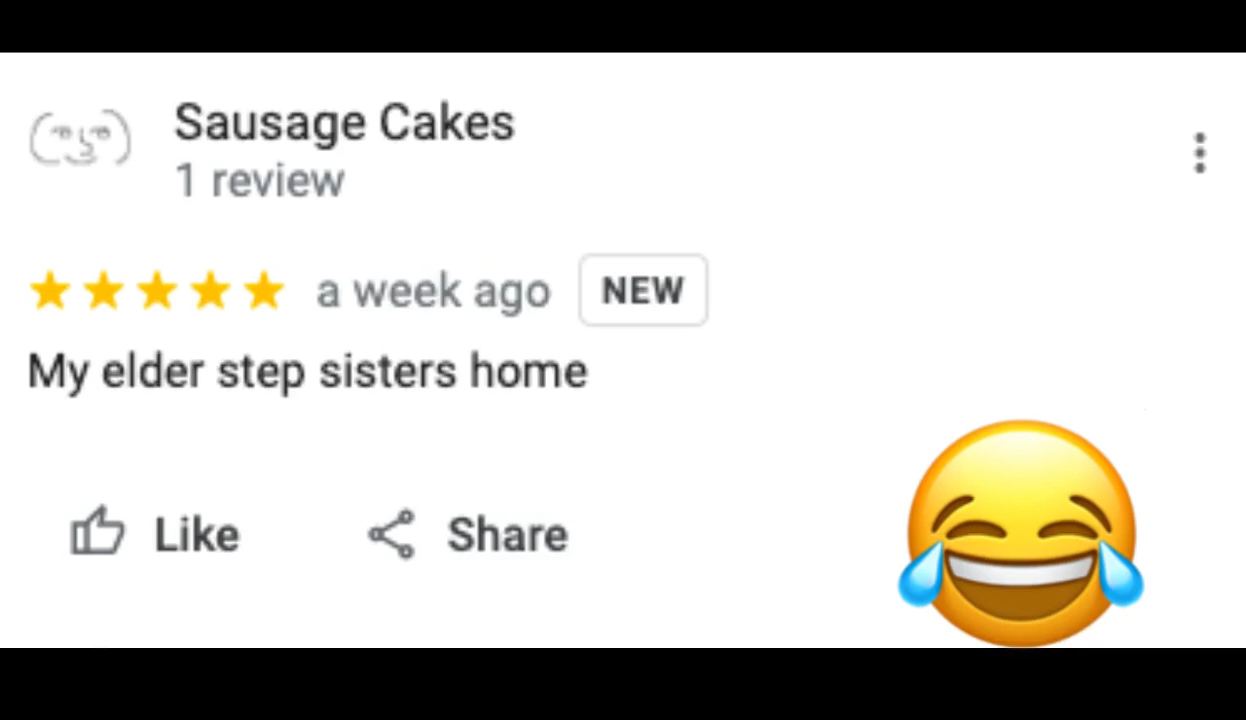 Sausage Cakes
1 review
a week ago NEW
My elder step sisters home
Like Share